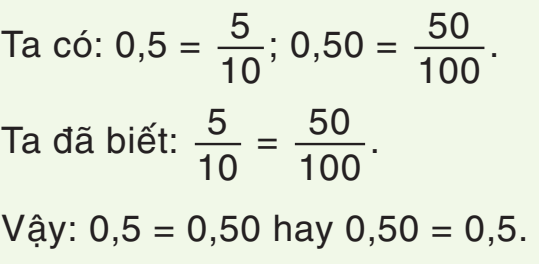 Ta có: 0,5 = 5/10; 0,50 = 50/100.
Ta đã biết: 5/10 = 50/100.
Vậy: 0,5 = 0,50 hay 0,50 = 0,5.